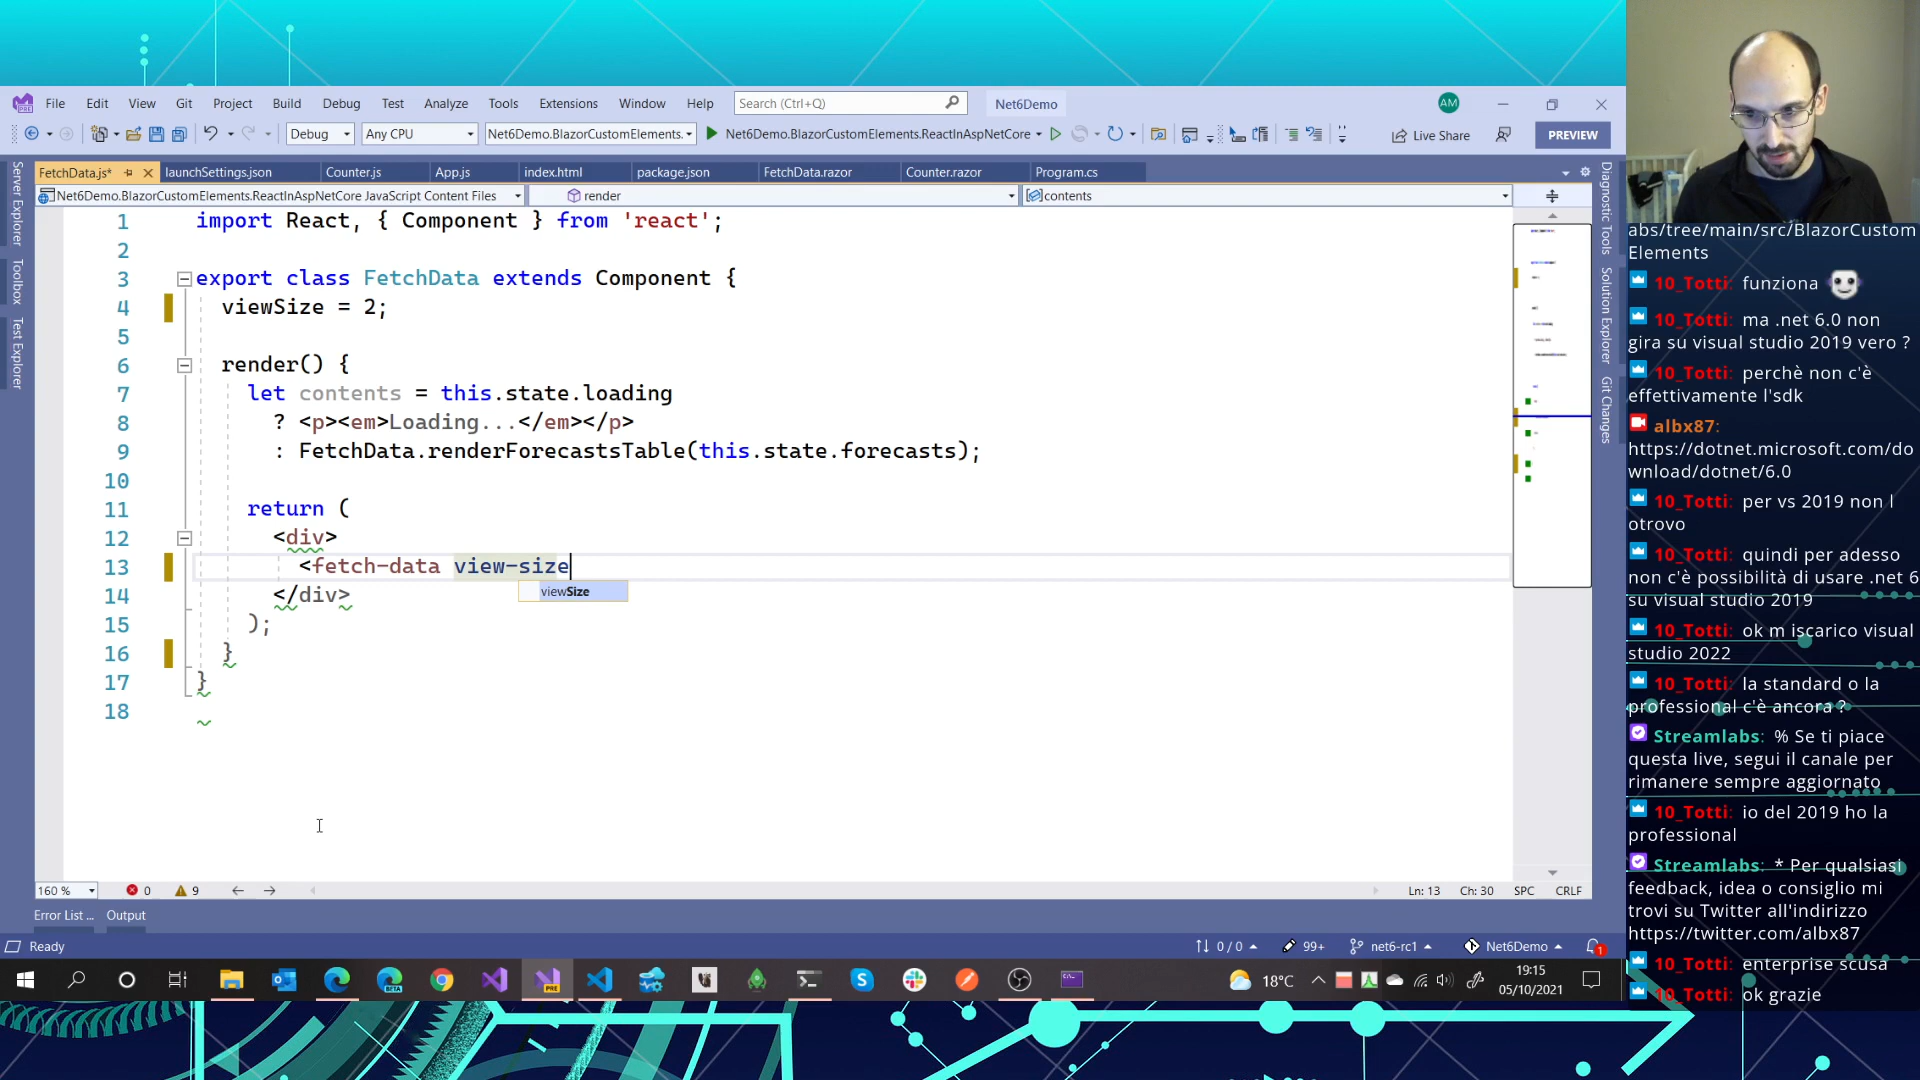 File Edit View Git Project Build Debug Test Analyze Tools Extensions Window Help Search (Ctrl+Q) Net6Demo AM
Debug Any CPU Net6Demo.BlazorCustomElements. Net6Demo.BlazorCustomElements.ReactInAspNetCore Live Share PREVIEW
FetchData.js* launchSettings.json Counter.js App.js index.html package.json FetchData.razor Counter.razor Program.cs
Net6Demo.BlazorCustomElements.ReactInAspNetCore JavaScript Content Files render contents
Server Explorer
Toolbox
Test Explorer
1 import React, { Component } from 'react';
2
3 export class FetchData extends Component {
4 viewSize = 2;
5
6 render() {
7 let contents = this.state.loading
8 ? <p><em>Loading...</em></p>
9 : FetchData.renderForecastsTable(this.state.forecasts);
10
11 return (
12 <div>
13 <fetch-data view-size
viewSize
14 </div>
15 );
16 }
17 }
18
Diagnostic Tools
Solution Explorer
Git Changes
160 % 0 9 Ln: 13 Ch: 30 SPC CRLF
Error List ... Output
Ready 0 / 0 99+ net6-rc1 Net6Demo 1
PRE
BETA
PRE
18°C
19:15
05/10/2021
abs/tree/main/src/BlazorCustom
Elements
10_Totti: funziona
10_Totti: ma .net 6.0 non
gira su visual studio 2019 vero ?
10_Totti: perchè non c'è
effettivamente l'sdk
albx87:
https://dotnet.microsoft.com/do
wnload/dotnet/6.0
10_Totti: per vs 2019 non l
otrovo
10_Totti: quindi per adesso
non c'è possibilità di usare .net 6
su visual studio 2019
10_Totti: ok m iscarico visual
studio 2022
10_Totti: la standard o la
professional c'è ancora ?
Streamlabs: % Se ti piace
questa live, segui il canale per
rimanere sempre aggiornato
10_Totti: io del 2019 ho la
professional
Streamlabs: * Per qualsiasi
feedback, idea o consiglio mi
trovi su Twitter all'indirizzo
https://twitter.com/albx87
10_Totti: enterprise scusa
10_Totti: ok grazie